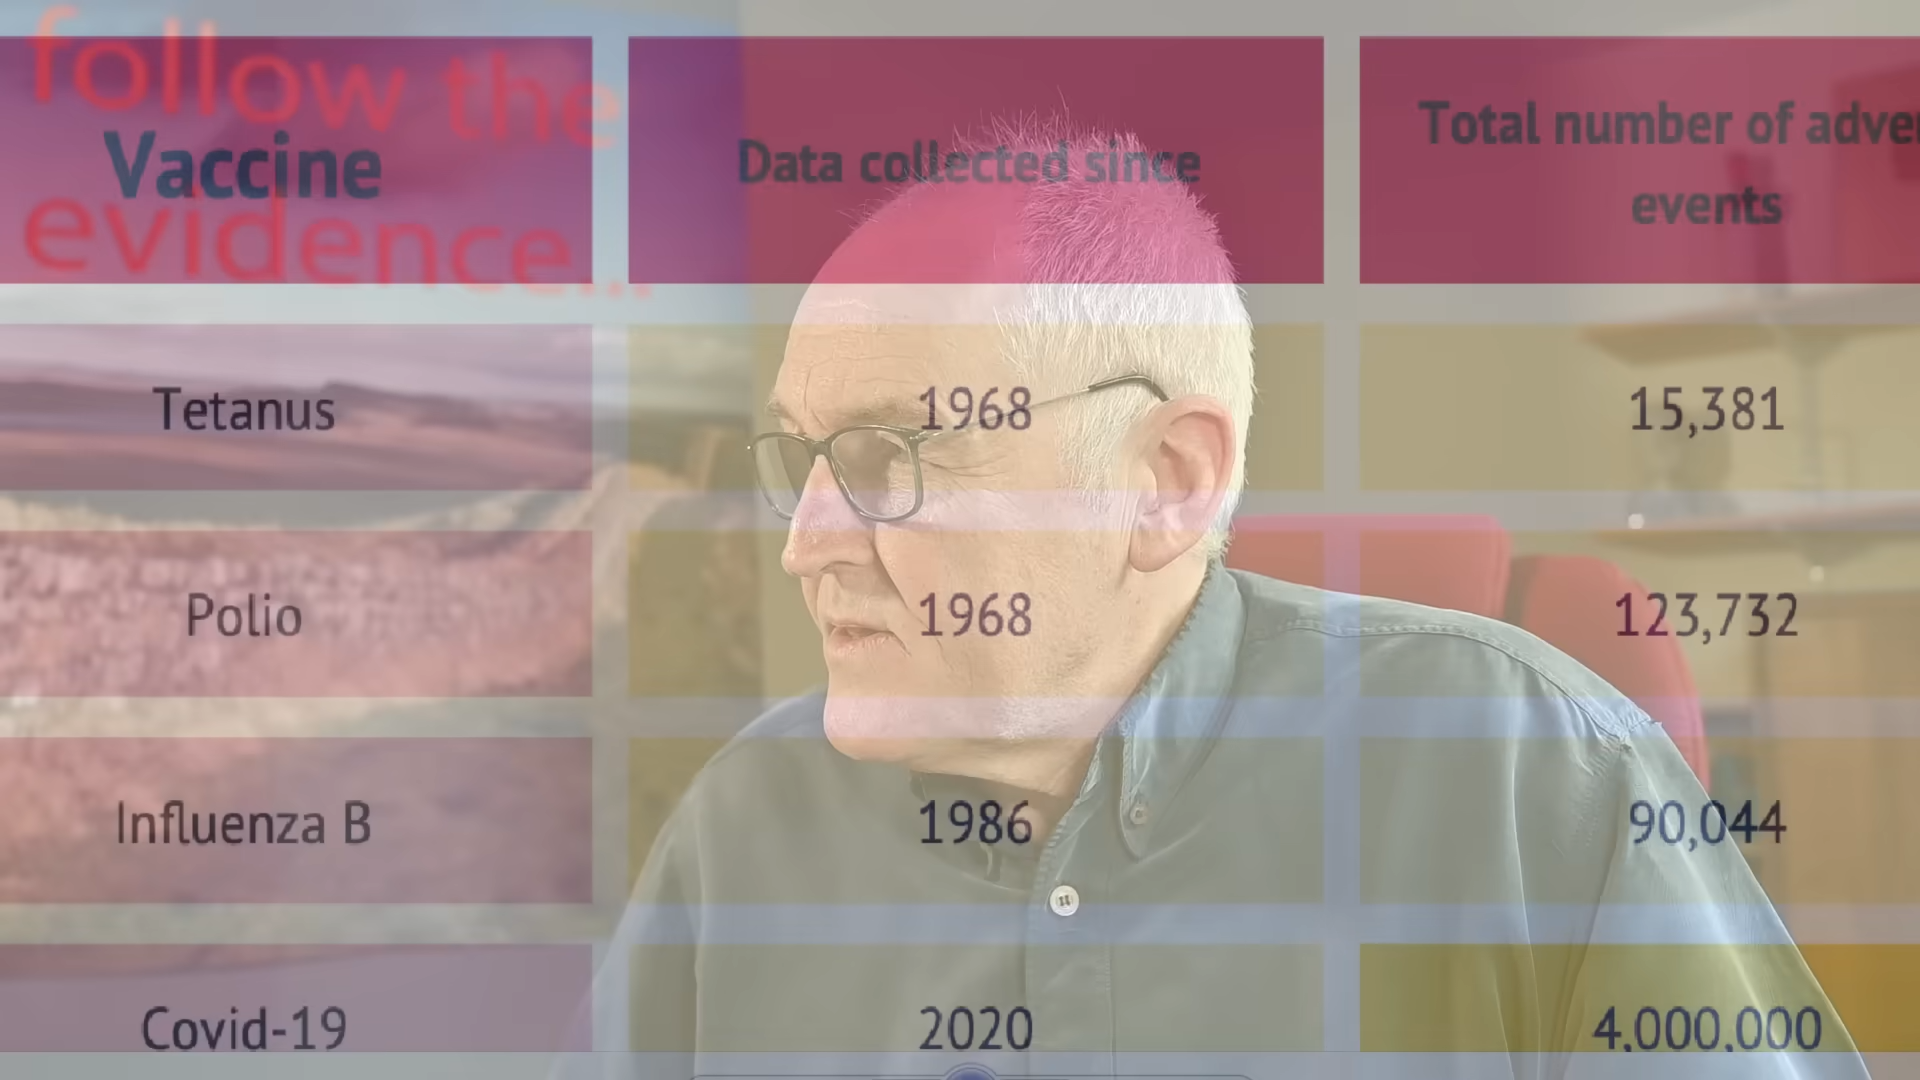 follow the
evidence...
Vaccine
Data collected since
Total number of adve
events
Tetanus
1968
15,381
Polio
1968
123,732
Influenza B
1986
90,044
Covid-19
2020
4,000,000